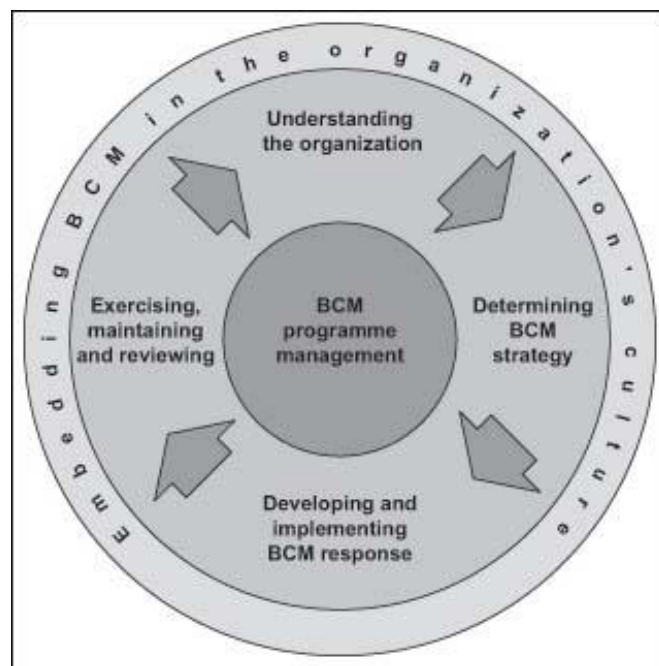 Embedding BCM in the organization's culture
Understanding
the organization
Exercising,
maintaining
and reviewing
BCM
programme
management
Determining
BCM
strategy
Developing and
implementing
BCM response